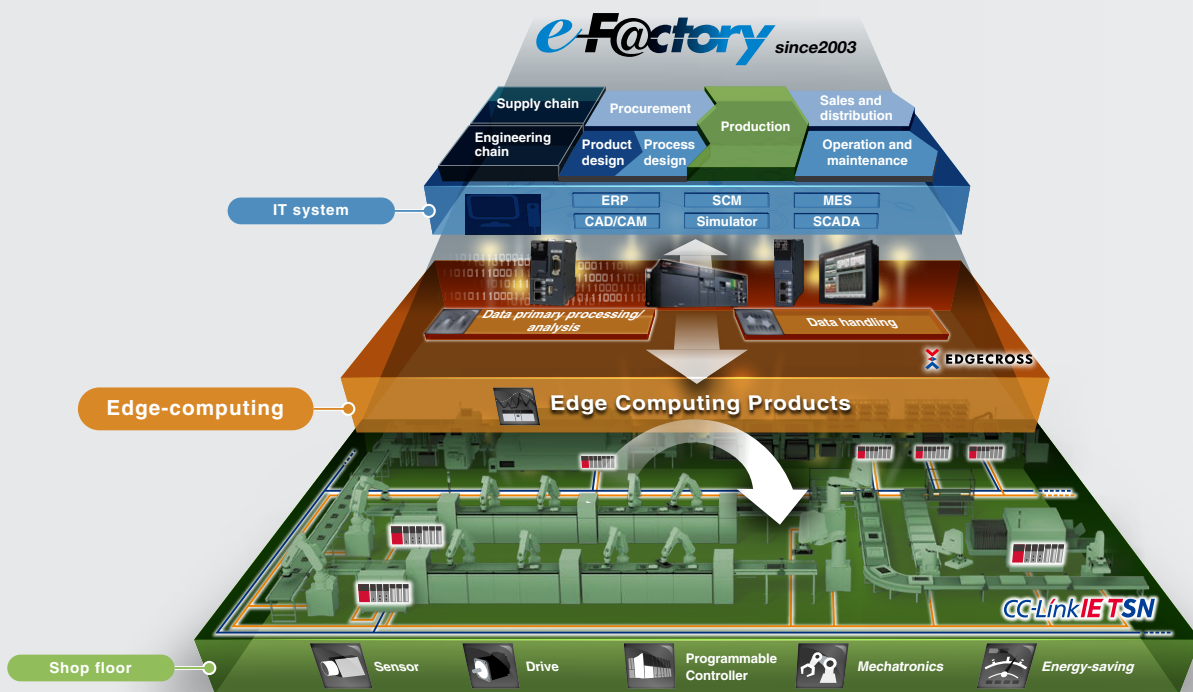 e-F@ctory since2003
Supply chain
Procurement
Production
Sales and
distribution
Engineering
chain
Product
design
Process
design
Operation and
maintenance
IT system
ERP
SCM
MES
CAD/CAM
Simulator
SCADA
Data primary processing/
analysis
Data handling
EDGECROSS
Edge-computing
Edge Computing Products
CC-Link IE TSN
Shop floor
Sensor
Drive
Programmable
Controller
Mechatronics
Energy-saving